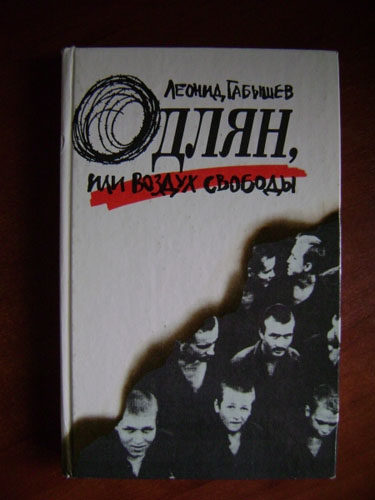 Леонид Габышев
Одлян,
или воздух свободы